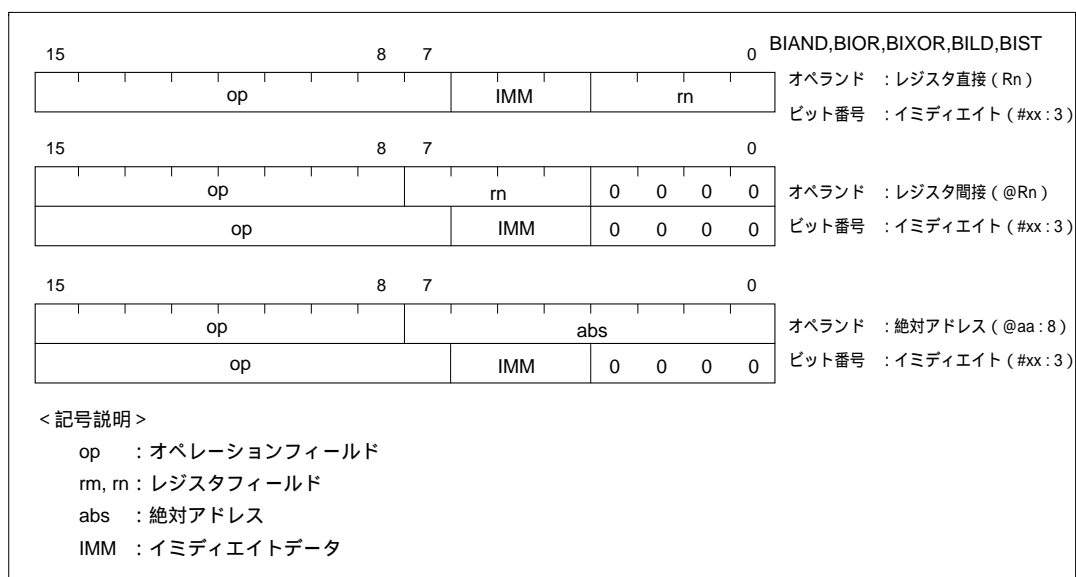 BIAND,BIOR,BIXOR,BILD,BIST
15 8 7 0
op IMM rn
オペランド :レジスタ直接(Rn)
ビット番号 :イミディエイト(#xx:3)
15 8 7 0
op rn 0 0 0 0
オペランド :レジスタ間接(@Rn)
op IMM 0 0 0 0
ビット番号 :イミディエイト(#xx:3)
15 8 7 0
op abs
オペランド :絶対アドレス(@aa:8)
op IMM 0 0 0 0
ビット番号 :イミディエイト(#xx:3)
<記号説明>
op :オペレーションフィールド
rm, rn:レジスタフィールド
abs :絶対アドレス
IMM :イミディエイトデータ